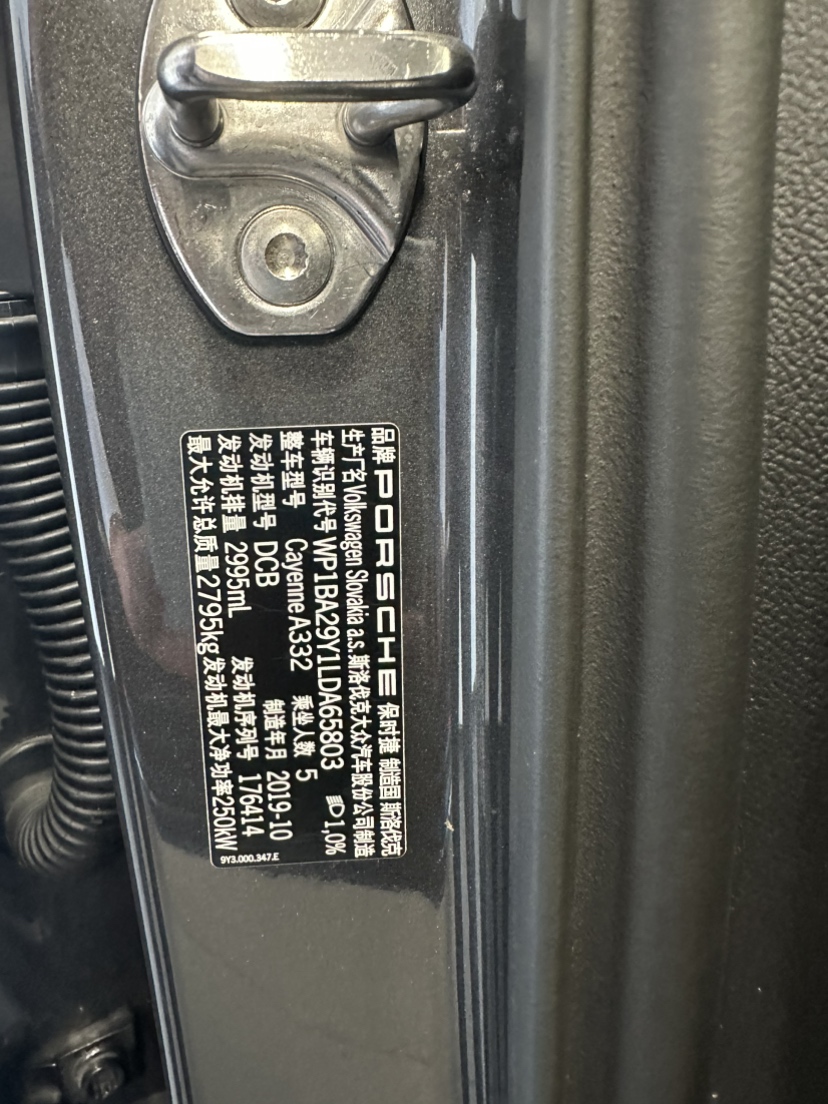 品牌 PORSCHE 保时捷 制造国 斯洛伐克
生产厂名 Volkswagen Slovakia a.s. 斯洛伐克大众汽车股份公司制造
车辆识别代号 WP1BA29Y1LDA65803 1,0%
整车型号 Cayenne A332 乘坐人数 5
发动机型号 DCB 制造年月 2019-10
发动机排量 2995mL 发动机序列号 176414
最大允许总质量 2795kg 发动机最大净功率 250kW
9Y3.000.347.E